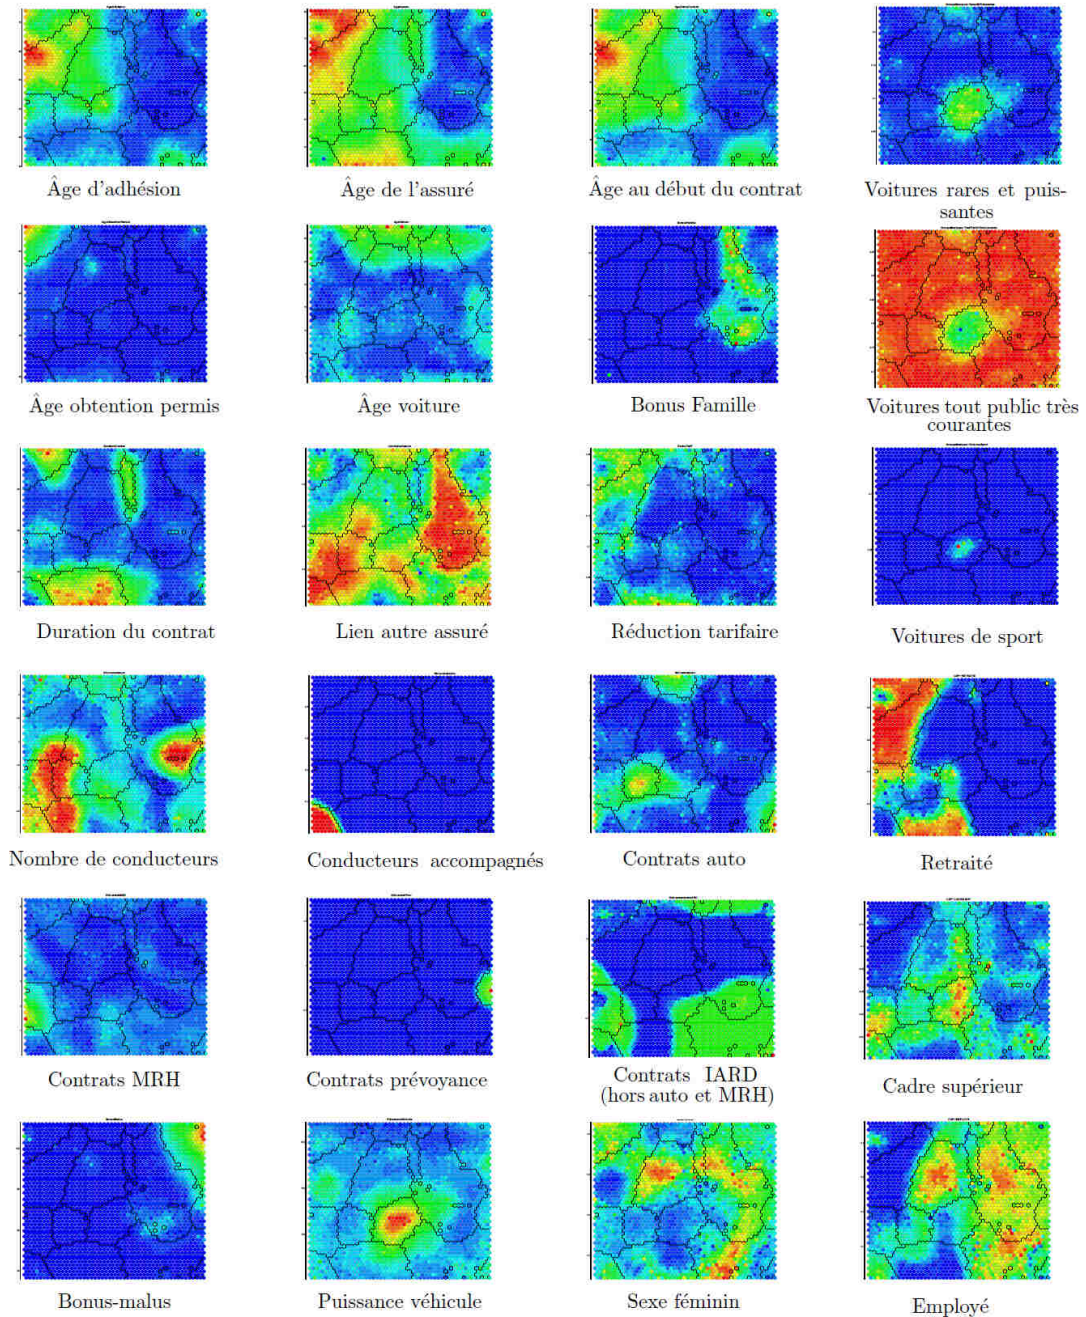 Âge d'adhésion
Âge de l'assuré
Âge au début du contrat
Voitures rares et puis-
santes
Âge obtention permis
Âge voiture
Bonus Famille
Voitures tout public très
courantes
Duration du contrat
Lien autre assuré
Réduction tarifaire
Voitures de sport
Nombre de conducteurs
Conducteurs accompagnés
Contrats auto
Retraité
Contrats MRH
Contrats prévoyance
Contrats IARD
(hors auto et MRH)
Cadre supérieur
Bonus-malus
Puissance véhicule
Sexe féminin
Employé